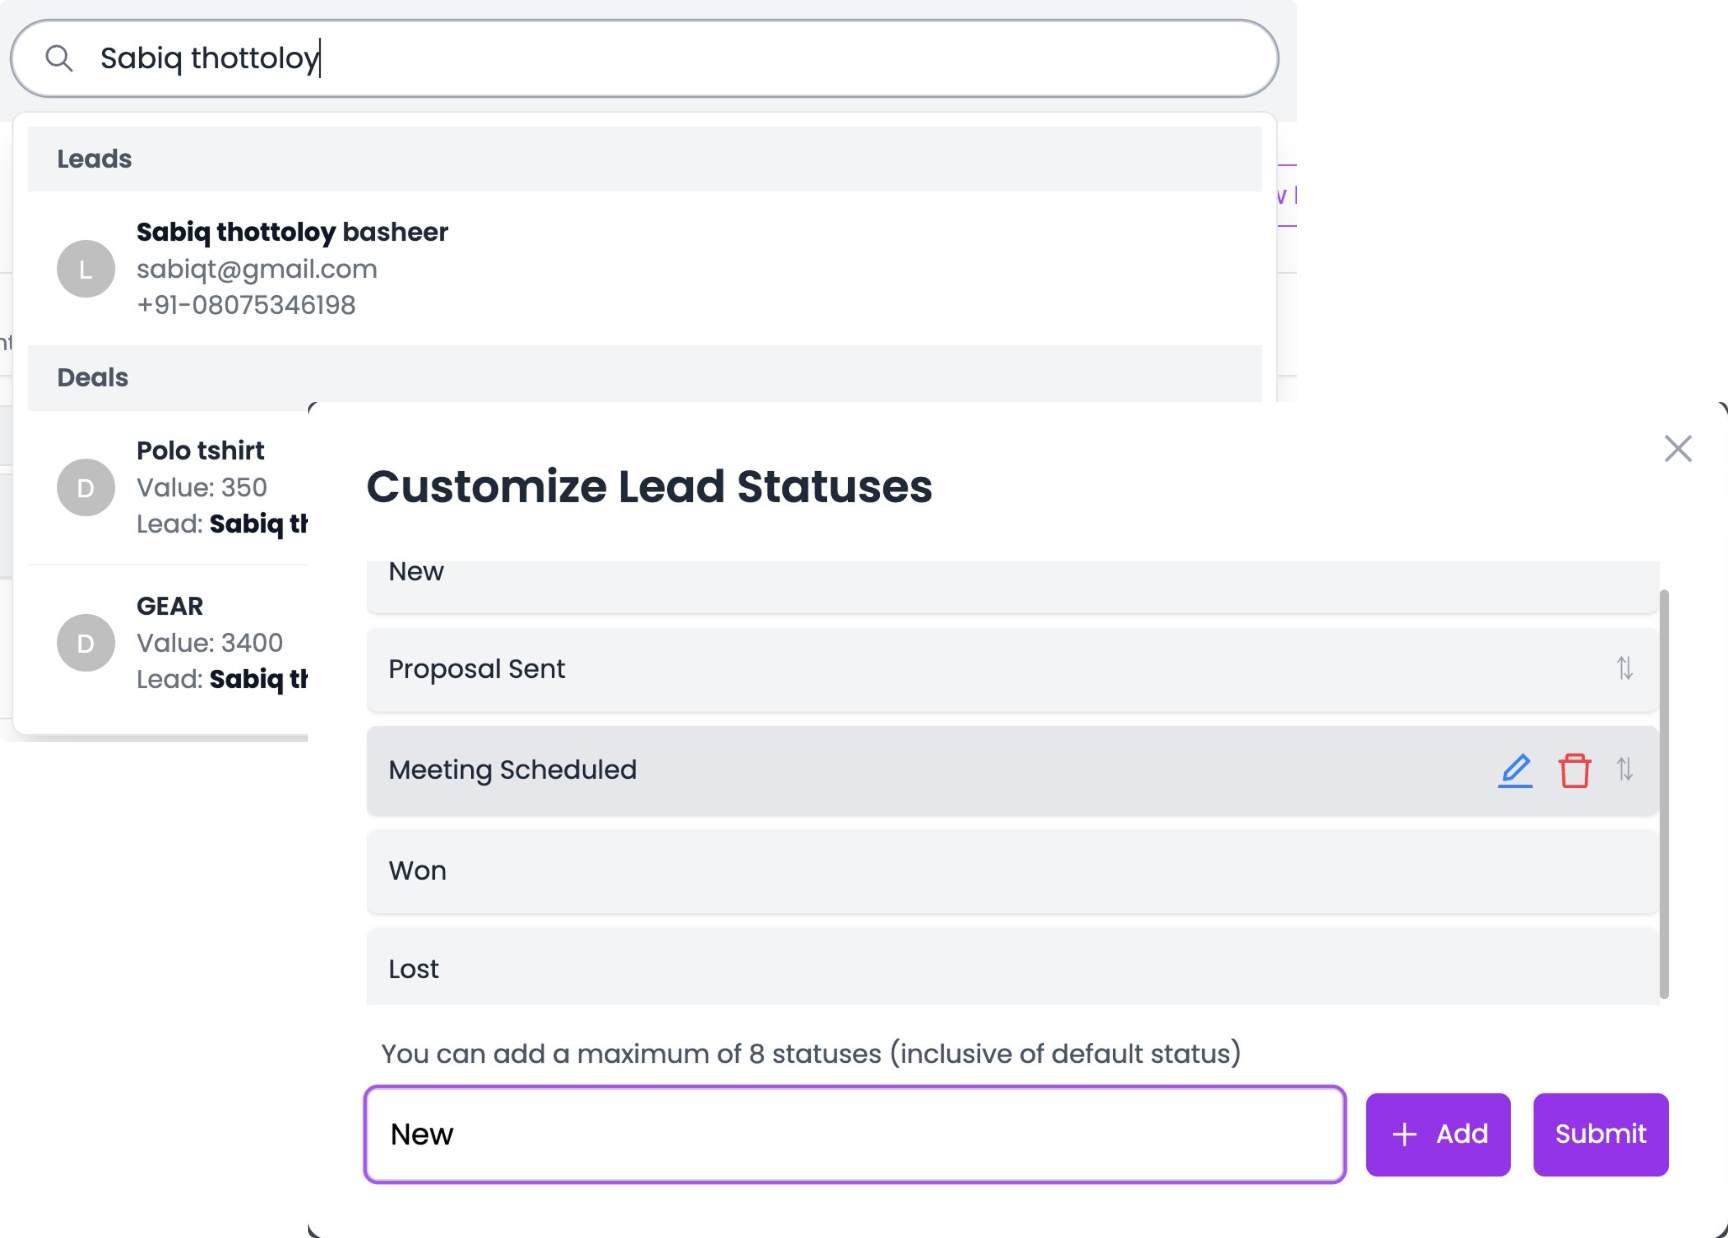 Sabiq thottoloy
Leads
L
Sabiq thottoloy basheer
sabiqt@gmail.com
+91-08075346198
Deals
D
Polo tshirt
Value: 350
Lead: Sabiq
D
GEAR
Value: 3400
Lead: Sabiq
Customize Lead Statuses
New
Proposal Sent
Meeting Scheduled
Won
Lost
You can add a maximum of 8 statuses (inclusive of default status)
New
+ Add
Submit